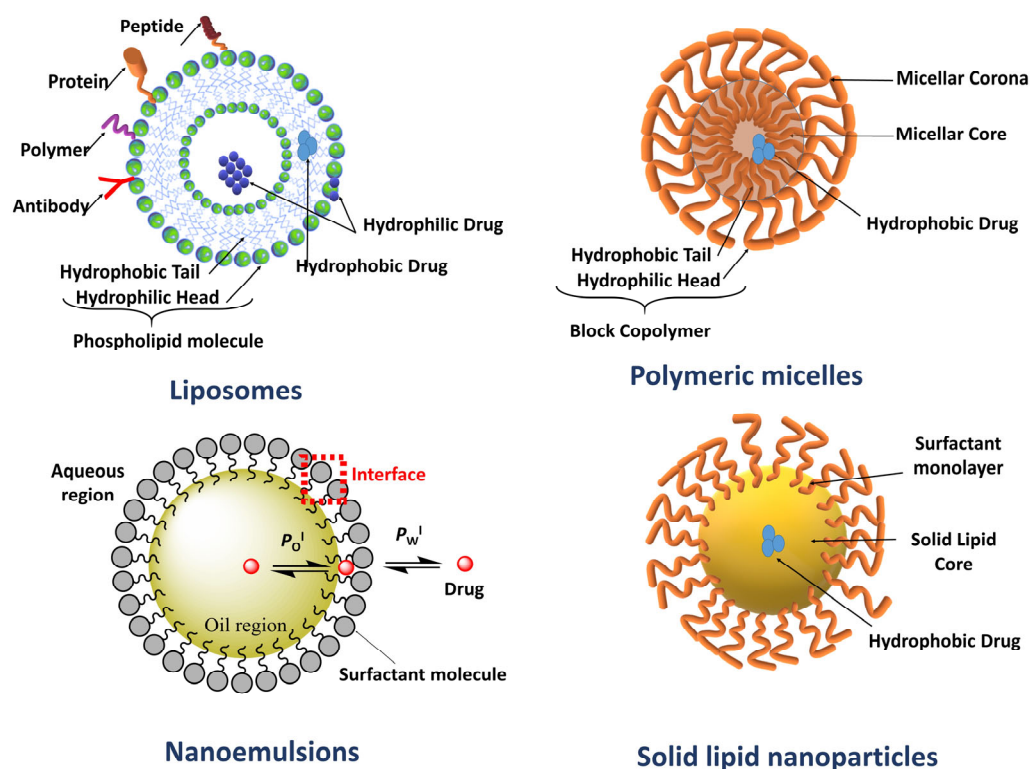 Peptide
Protein
Polymer
Antibody
Hydrophilic Drug
Hydrophobic Tail
Hydrophobic Drug
Hydrophilic Head
Phospholipid molecule
Liposomes
Micellar Corona
Micellar Core
Hydrophobic Drug
Hydrophobic Tail
Hydrophilic Head
Block Copolymer
Polymeric micelles
Aqueous
region
Interface
P_O^I
P_W^I
Drug
Oil region
Surfactant molecule
Nanoemulsions
Surfactant
monolayer
Solid Lipid
Core
Hydrophobic Drug
Solid lipid nanoparticles